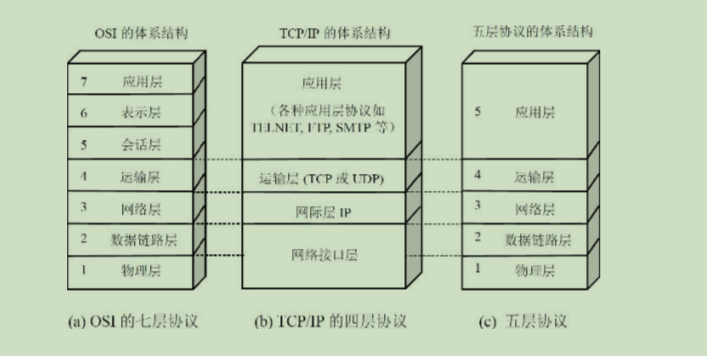 OSI 的体系结构
TCP/IP 的体系结构
五层协议的体系结构
7 应用层
6 表示层
5 会话层
4 运输层
3 网络层
2 数据链路层
1 物理层
应用层
（各种应用层协议如
TELNET, FTP, SMTP 等）
运输层 (TCP 或 UDP)
网际层 IP
网络接口层
5 应用层
4 运输层
3 网络层
2 数据链路层
1 物理层
(a) OSI 的七层协议
(b) TCP/IP 的四层协议
(c) 五层协议